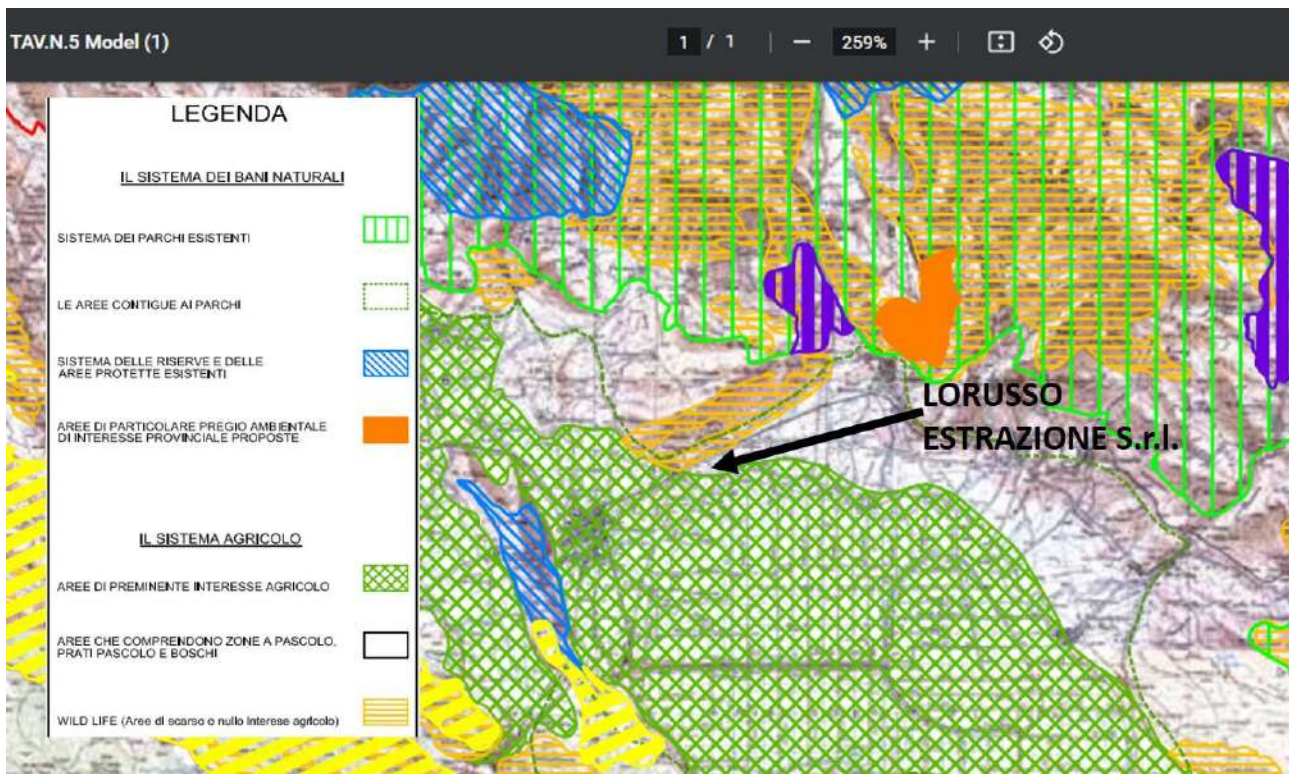 TAV.N.5 Model (1)
1 / 1
259%
LEGENDA
IL SISTEMA DEI BANI NATURALI
SISTEMA DEI PARCHI ESISTENTI
LE AREE CONTIGUE AI PARCHI
SISTEMA DELLE RISERVE E DELLE
AREE PROTETTE ESISTENTI
AREE DI PARTICOLARE PREGIO AMBIENTALE
DI INTERESSE PROVINCIALE PROPOSTE
IL SISTEMA AGRICOLO
AREE DI PREMINENTE INTERESSE AGRICOLO
AREE CHE COMPRENDONO ZONE A PASCOLO,
PRATI PASCOLO E BOSCHI
WILD LIFE (Aree di scarso o nullo Interese agricolo)
LORUSSO
ESTRAZIONE S.r.l.